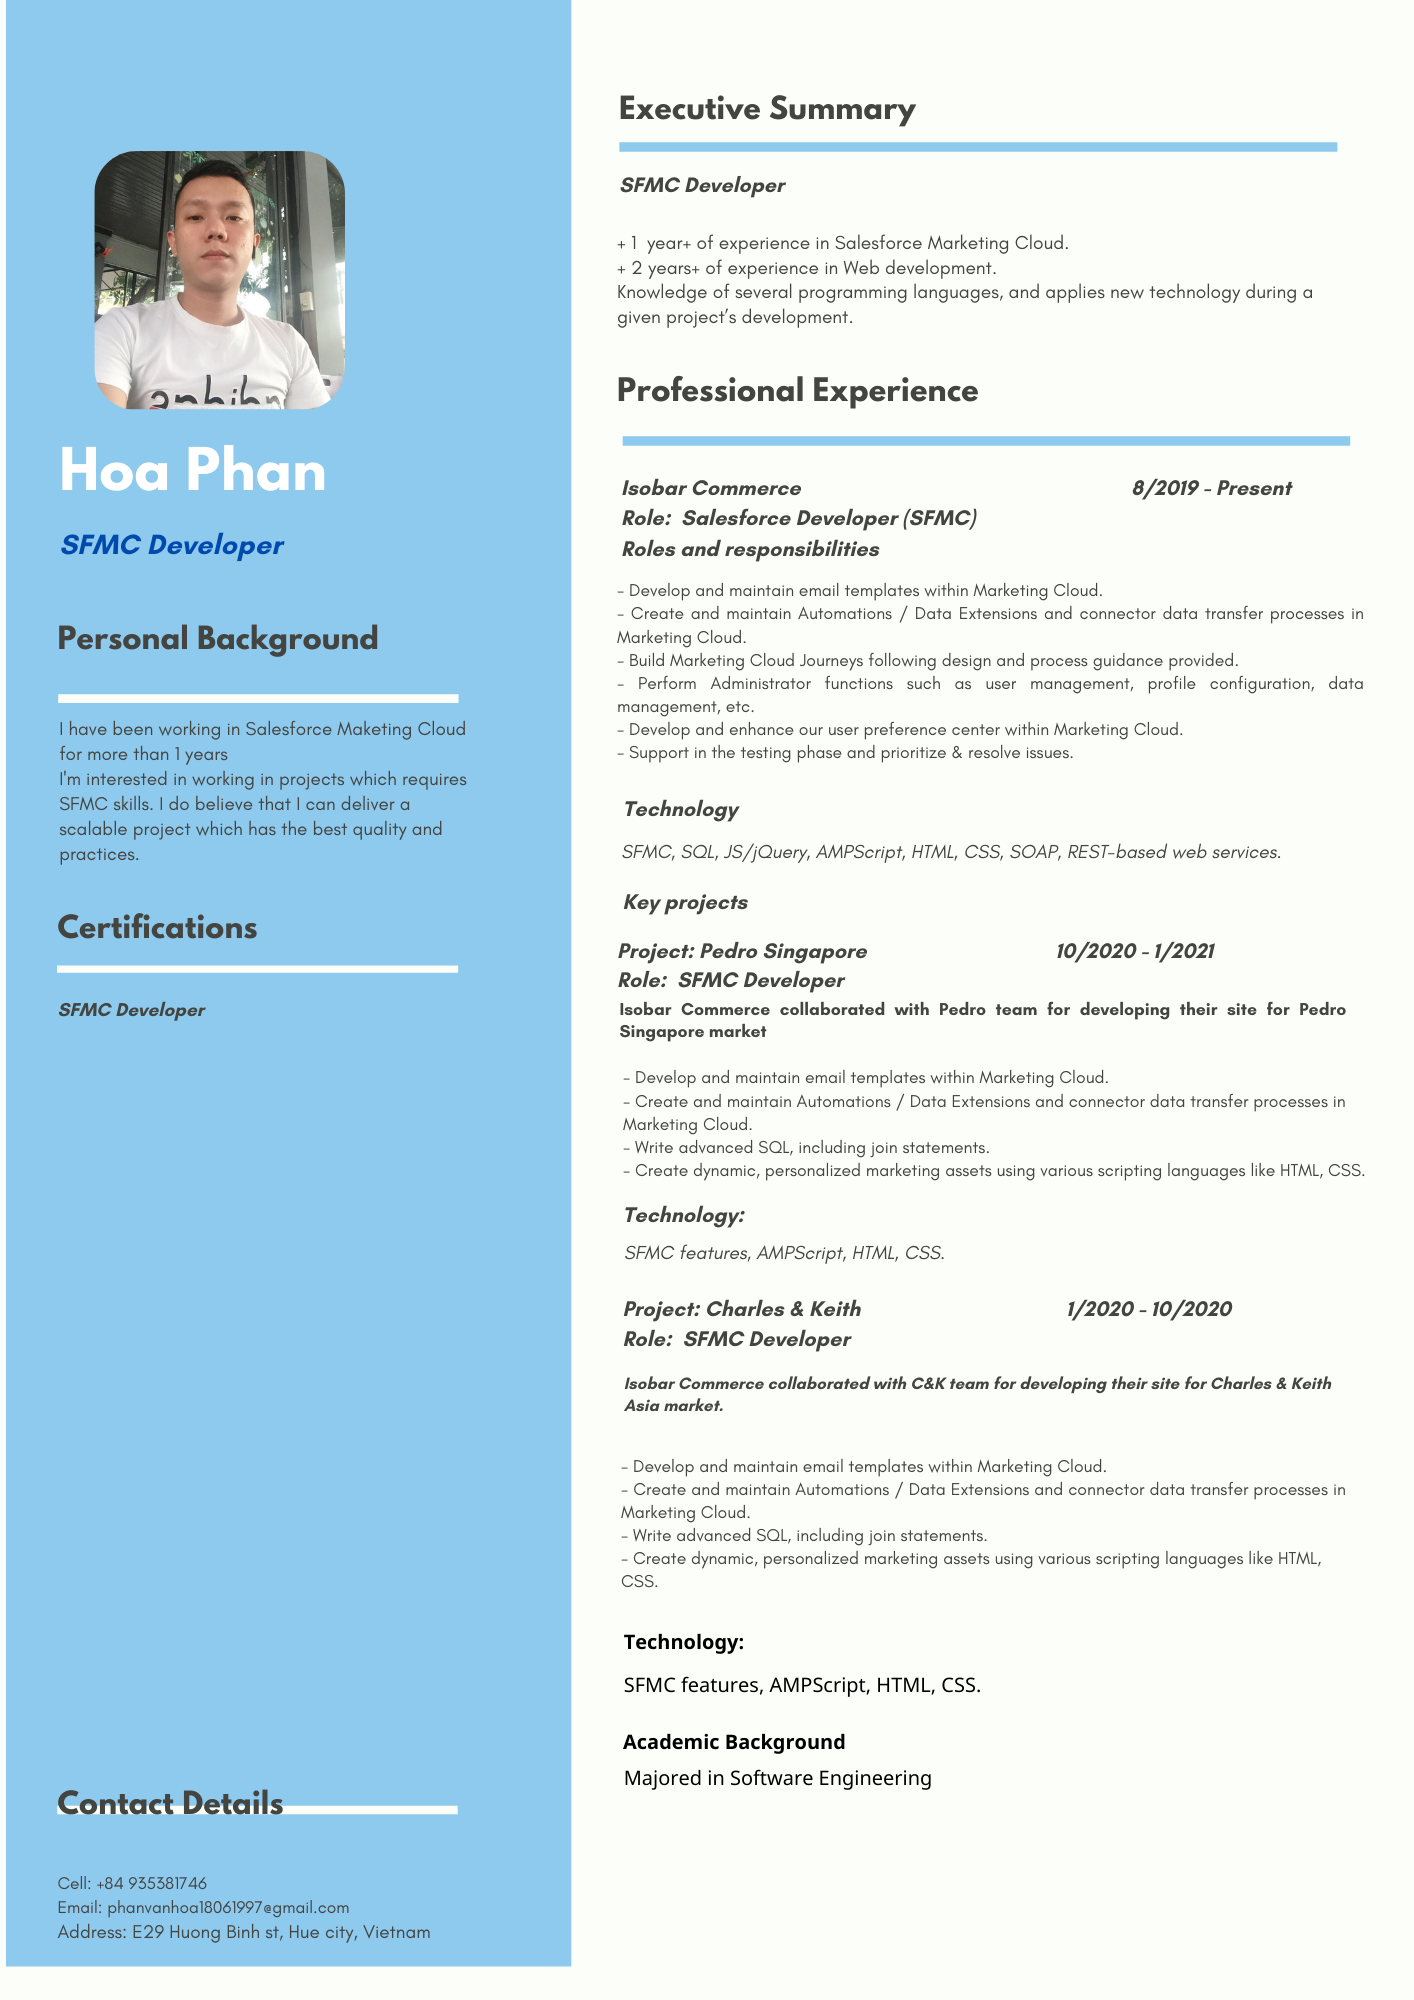 Hoa Phan
SFMC Developer
Personal Background
I have been working in Salesforce Maketing Cloud
for more than 1 years
I'm interested in working in projects which requires
SFMC skills. I do believe that I can deliver a
scalable project which has the best quality and
practices.
Certifications
SFMC Developer
Contact Details
Cell: +84 935381746
Email: phanvanhoa18061997@gmail.com
Address: E29 Huong Binh st, Hue city, Vietnam
Executive Summary
SFMC Developer
+ 1  year+ of experience in Salesforce Marketing Cloud.
+ 2 years+ of experience in Web development.
Knowledge of several programming languages, and applies new technology during a
given project’s development.
Professional Experience
Isobar Commerce 8/2019 - Present
Role:  Salesforce Developer (SFMC)
Roles and responsibilities
- Develop and maintain email templates within Marketing Cloud.
- Create and maintain Automations / Data Extensions and connector data transfer processes in
Marketing Cloud.
- Build Marketing Cloud Journeys following design and process guidance provided.
- Perform Administrator functions such as user management, profile configuration, data
management, etc.
- Develop and enhance our user preference center within Marketing Cloud.
- Support in the testing phase and prioritize & resolve issues.
Technology
SFMC, SQL, JS/jQuery, AMPScript, HTML, CSS, SOAP, REST-based web services.
Key projects
Project: Pedro Singapore 10/2020 - 1/2021
Role:  SFMC Developer
Isobar Commerce collaborated with Pedro team for developing their site for Pedro
Singapore market
- Develop and maintain email templates within Marketing Cloud.
- Create and maintain Automations / Data Extensions and connector data transfer processes in
Marketing Cloud.
- Write advanced SQL, including join statements.
- Create dynamic, personalized marketing assets using various scripting languages like HTML, CSS.
Technology:
SFMC features, AMPScript, HTML, CSS.
Project: Charles & Keith 1/2020 - 10/2020
Role:  SFMC Developer
Isobar Commerce collaborated with C&K team for developing their site for Charles & Keith
Asia market.
- Develop and maintain email templates within Marketing Cloud.
- Create and maintain Automations / Data Extensions and connector data transfer processes in
Marketing Cloud.
- Write advanced SQL, including join statements.
- Create dynamic, personalized marketing assets using various scripting languages like HTML,
CSS.
Technology:
SFMC features, AMPScript, HTML, CSS.
Academic Background
Majored in Software Engineering